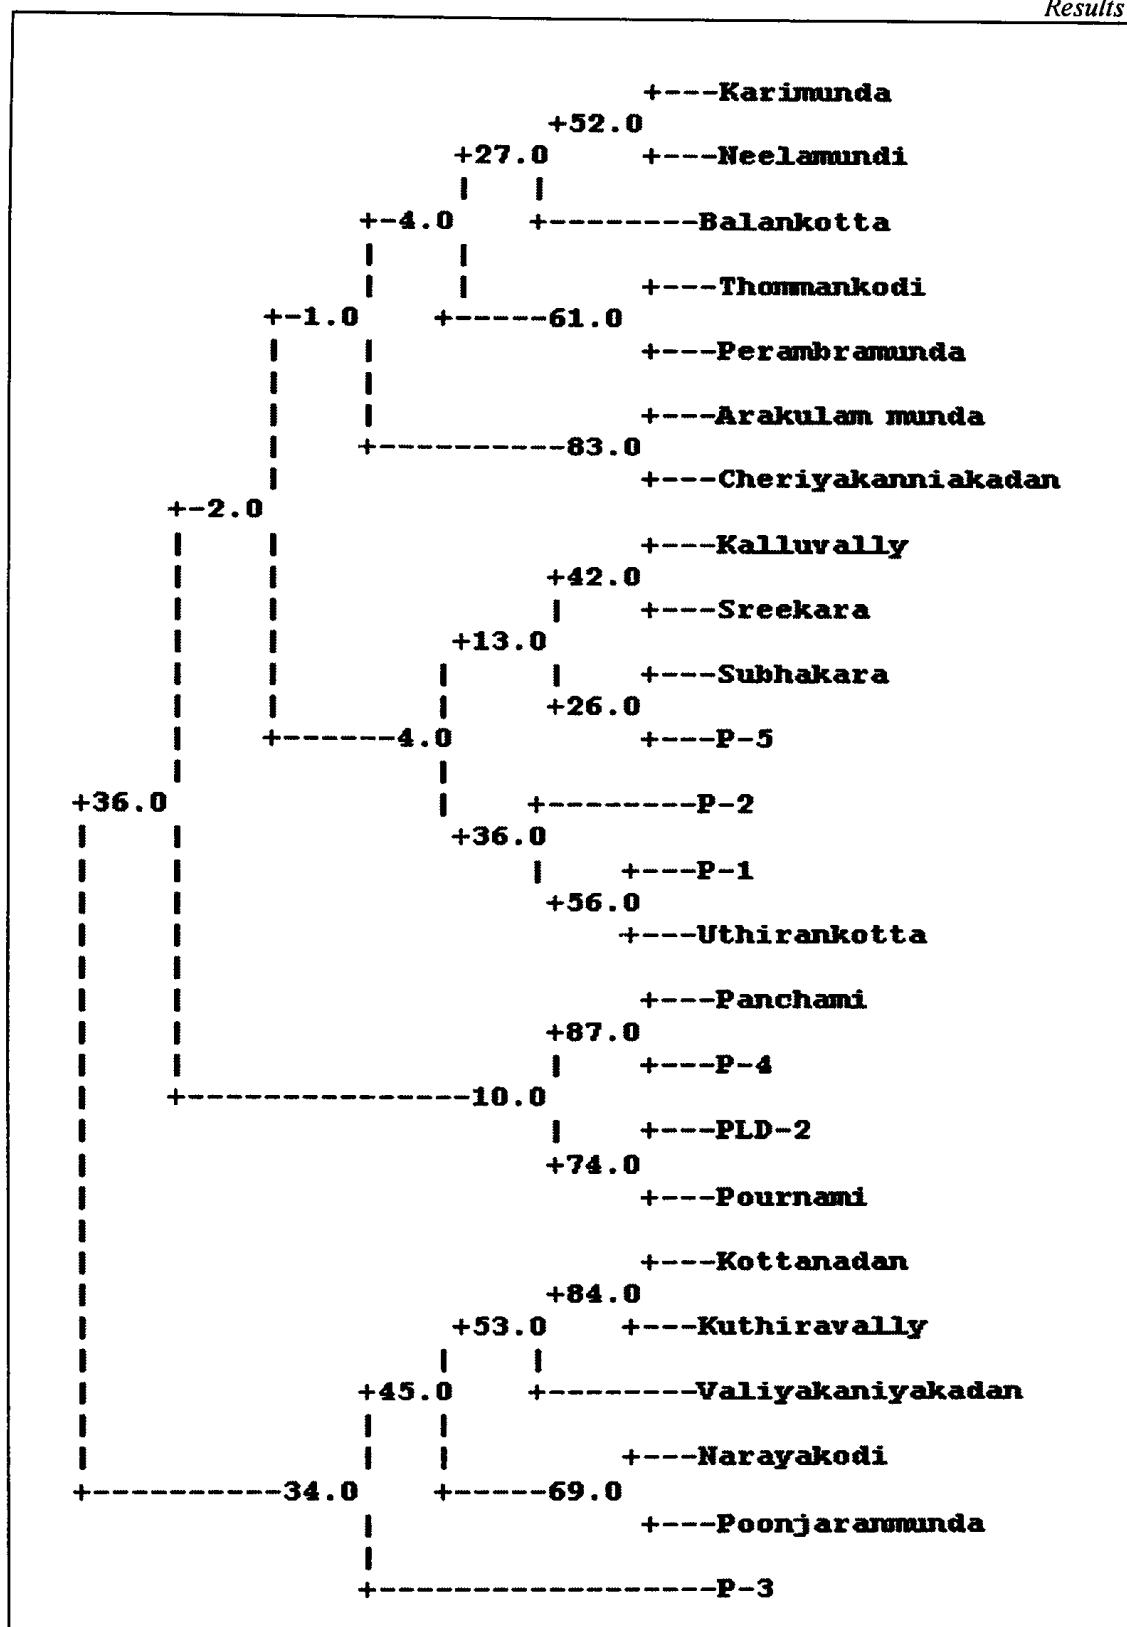 Results
+---Karimunda
+52.0
+27.0 +---Neelamundi
+-4.0 +--------Balankotta
+---Thommankodi
+-1.0 +-----61.0
+---Perambramunda
+---Arakulam munda
+----------83.0
+---Cheriyakanniakadan
+-2.0
+---Kalluvally
+42.0
+---Sreekara
+13.0
+---Subhakara
+26.0
+------4.0 +---P-5
+36.0 +--------P-2
+36.0
+---P-1
+56.0
+---Uthirankotta
+---Panchami
+87.0
+---P-4
+---------------10.0
+---PLD-2
+74.0
+---Pournami
+---Kottanadan
+84.0
+53.0 +---Kuthiravally
+45.0 +--------Valiyakaniyakadan
+---Narayakodi
+----------34.0 +-----69.0
+---Poonjaranmunda
+------------------P-3